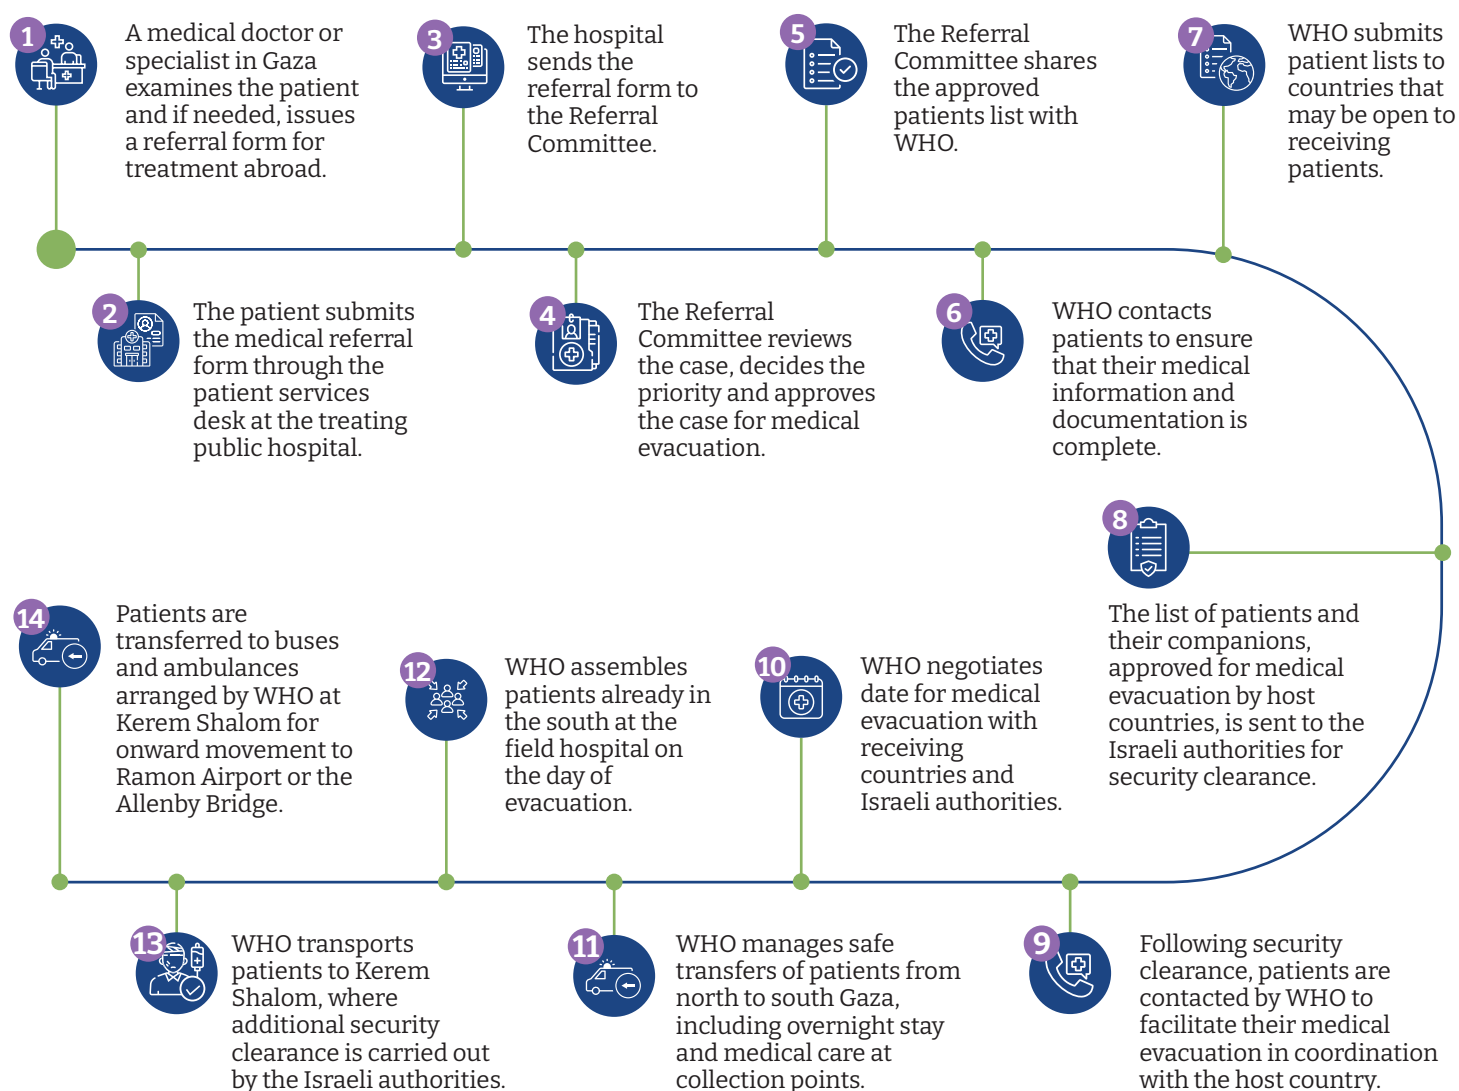 1
A medical doctor or
specialist in Gaza
examines the patient
and if needed, issues
a referral form for
treatment abroad.
2
The patient submits
the medical referral
form through the
patient services
desk at the treating
public hospital.
3
The hospital
sends the
referral form to
the Referral
Committee.
4
The Referral
Committee reviews
the case, decides the
priority and approves
the case for medical
evacuation.
5
The Referral
Committee shares
the approved
patients list with
WHO.
6
WHO contacts
patients to ensure
that their medical
information and
documentation is
complete.
7
WHO submits
patient lists to
countries that
may be open to
receiving
patients.
8
The list of patients and
their companions,
approved for medical
evacuation by host
countries, is sent to the
Israeli authorities for
security clearance.
9
Following security
clearance, patients are
contacted by WHO to
facilitate their medical
evacuation in coordination
with the host country.
10
WHO negotiates
date for medical
evacuation with
receiving
countries and
Israeli authorities.
11
WHO manages safe
transfers of patients from
north to south Gaza,
including overnight stay
and medical care at
collection points.
12
WHO assembles
patients already in
the south at the
field hospital on
the day of
evacuation.
13
WHO transports
patients to Kerem
Shalom, where
additional security
clearance is carried out
by the Israeli authorities.
14
Patients are
transferred to buses
and ambulances
arranged by WHO at
Kerem Shalom for
onward movement to
Ramon Airport or the
Allenby Bridge.